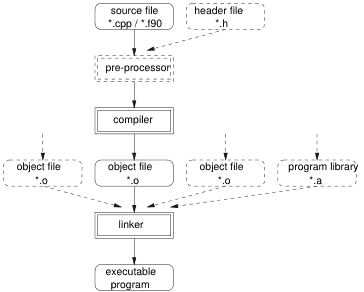 source file
*.cpp / *.f90
header file
*.h
pre-processor
compiler
object file
*.o
object file
*.o
object file
*.o
program library
*.a
linker
executable
program